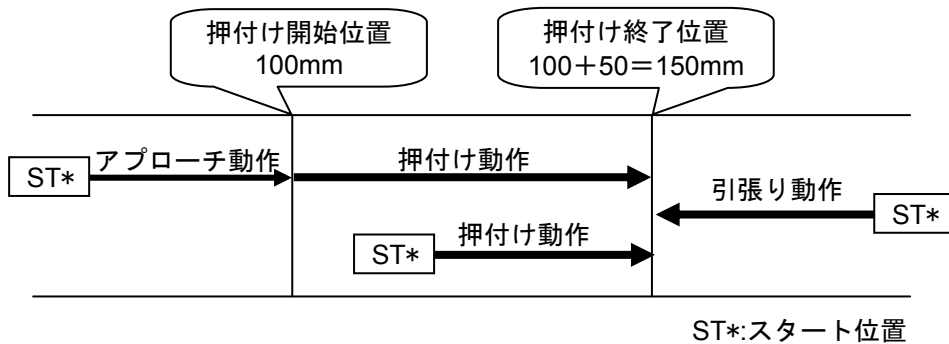 押付け開始位置
100mm
押付け終了位置
100+50=150mm
ST* アプローチ動作
押付け動作
引張り動作
ST*
ST* 押付け動作
ST*:スタート位置